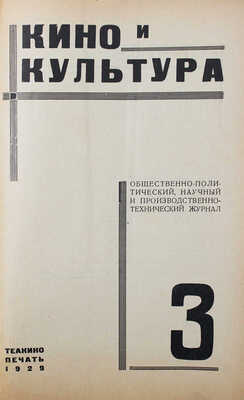 КИНО и
КУЛЬТУРА
ОБЩЕСТВЕННО-ПОЛИ-
ТИЧЕСКИЙ, НАУЧНЫЙ
И ПРОИЗВОДСТВЕННО-
ТЕХНИЧЕСКИЙ ЖУРНАЛ
3
ТЕАКИНО
ПЕЧАТЬ
1929